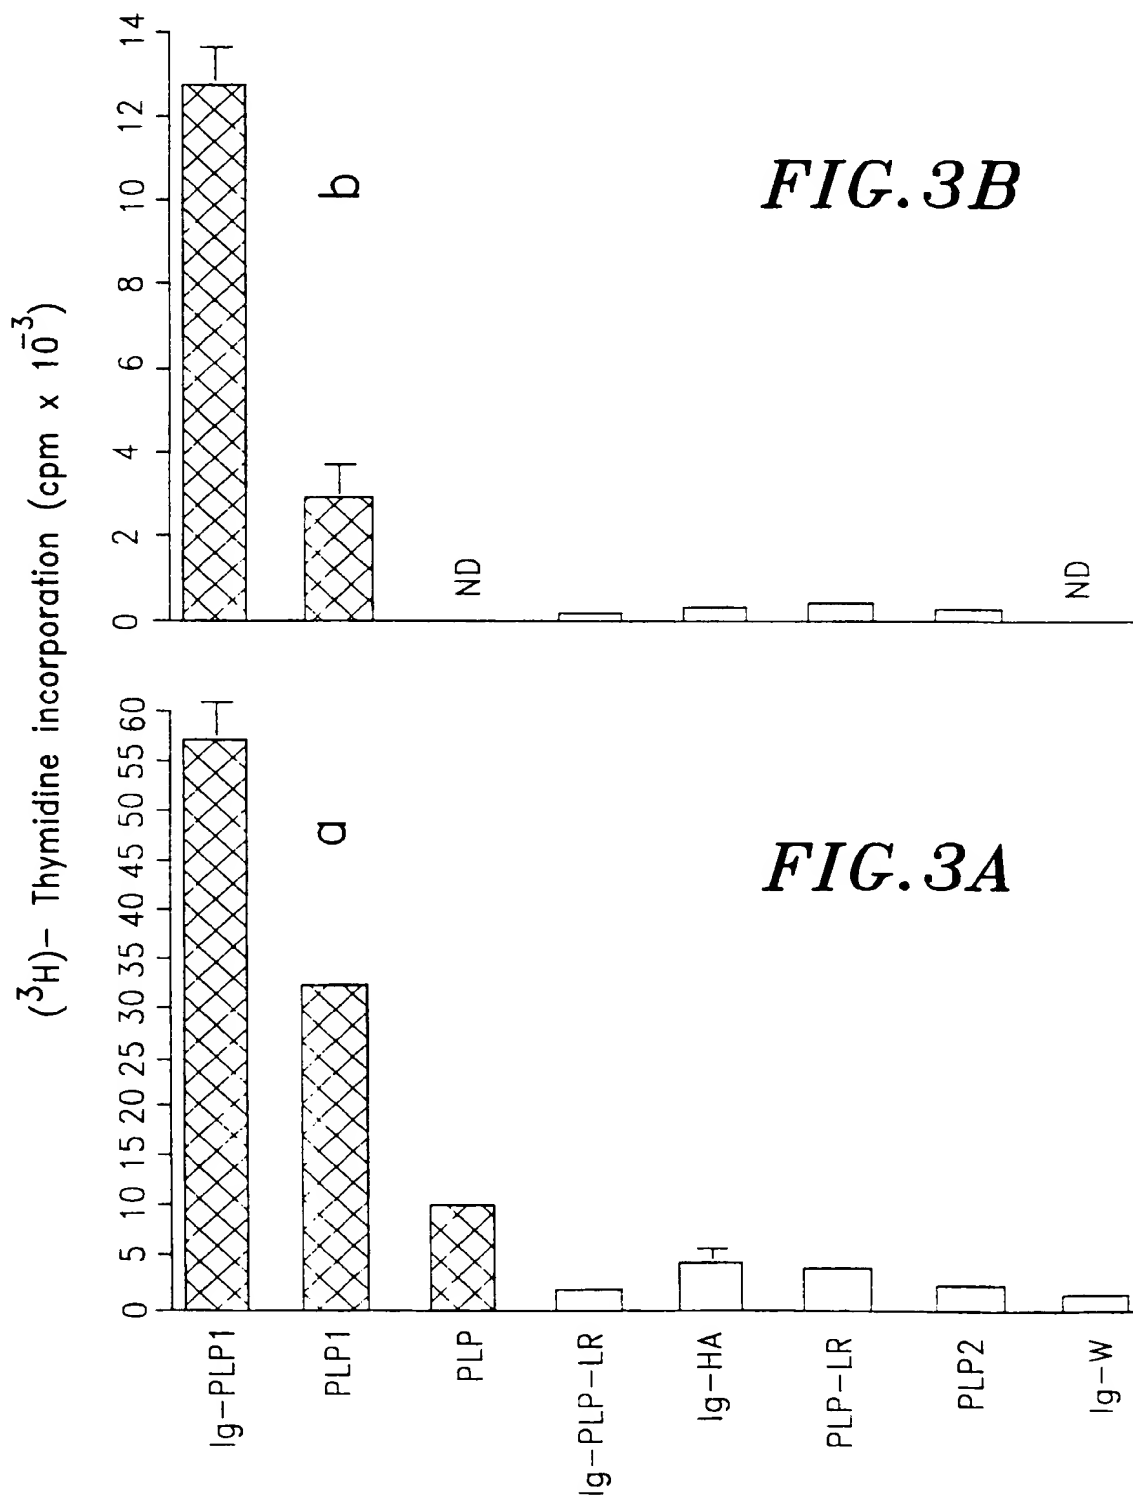 (³H)– Thymidine incorporation (cpm x 10⁻³)
0 5 10 15 20 25 30 35 40 45 50 55 60
a
FIG.3A
0 2 4 6 8 10 12 14
b
ND
ND
FIG.3B
Ig–PLP1
PLP1
PLP
Ig–PLP–LR
Ig–HA
PLP–LR
PLP2
Ig–W